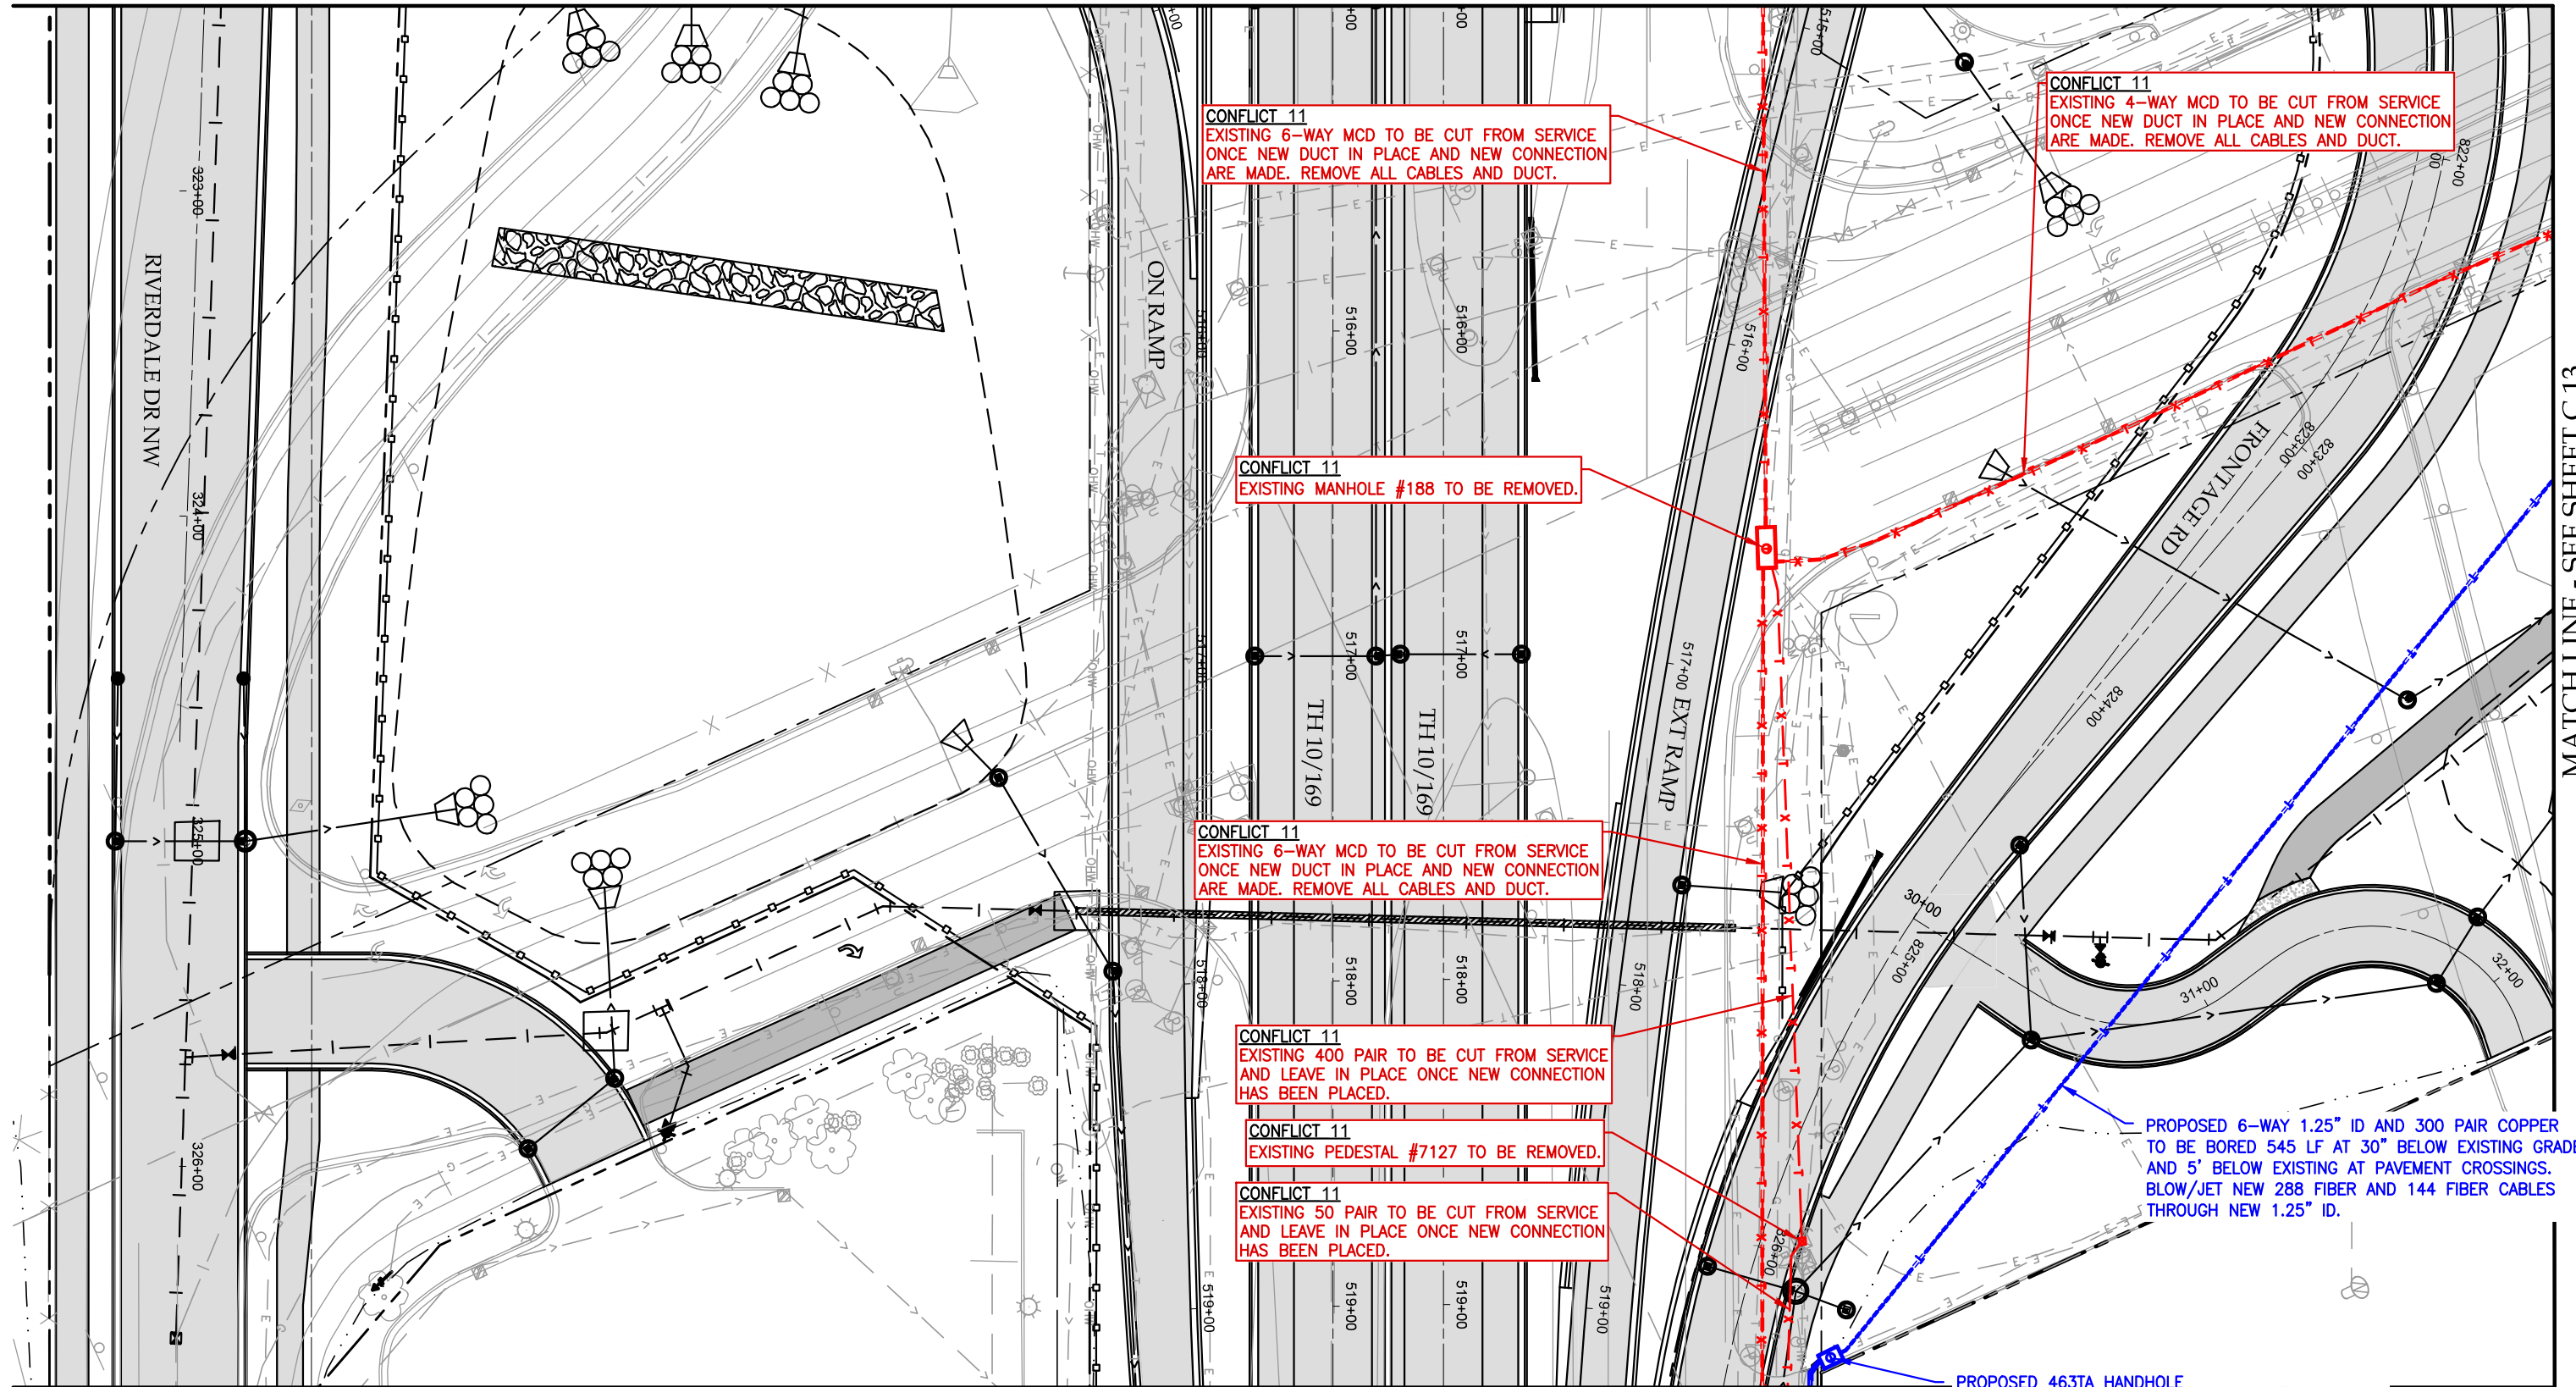 CONFLICT 11
EXISTING 6-WAY MCD TO BE CUT FROM SERVICE
ONCE NEW DUCT IN PLACE AND NEW CONNECTION
ARE MADE. REMOVE ALL CABLES AND DUCT.
CONFLICT 11
EXISTING 4-WAY MCD TO BE CUT FROM SERVICE
ONCE NEW DUCT IN PLACE AND NEW CONNECTION
ARE MADE. REMOVE ALL CABLES AND DUCT.
CONFLICT 11
EXISTING MANHOLE #188 TO BE REMOVED.
CONFLICT 11
EXISTING 6-WAY MCD TO BE CUT FROM SERVICE
ONCE NEW DUCT IN PLACE AND NEW CONNECTION
ARE MADE. REMOVE ALL CABLES AND DUCT.
CONFLICT 11
EXISTING 400 PAIR TO BE CUT FROM SERVICE
AND LEAVE IN PLACE ONCE NEW CONNECTION
HAS BEEN PLACED.
CONFLICT 11
EXISTING PEDESTAL #7127 TO BE REMOVED.
CONFLICT 11
EXISTING 50 PAIR TO BE CUT FROM SERVICE
AND LEAVE IN PLACE ONCE NEW CONNECTION
HAS BEEN PLACED.
PROPOSED 6-WAY 1.25" ID AND 300 PAIR COPPER
TO BE BORED 545 LF AT 30" BELOW EXISTING GRADE
AND 5' BELOW EXISTING AT PAVEMENT CROSSINGS.
BLOW/JET NEW 288 FIBER AND 144 FIBER CABLES
THROUGH NEW 1.25" ID.
PROPOSED 463TA HANDHOLE
RIVERDALE DR NW
323+00
324+00
325+00
326+00
ON RAMP
517+00
518+00
519+00
TH 10/169
516+00
517+00
518+00
519+00
TH 10/169
516+00
517+00
518+00
519+00
EXT RAMP
515+00
516+00
517+00
518+00
519+00
FRONTAGE RD
822+00
823+00
823+00
824+00
825+00
826+00
30+00
31+00
32+00
MATCH LINE - SEE SHEET C.13